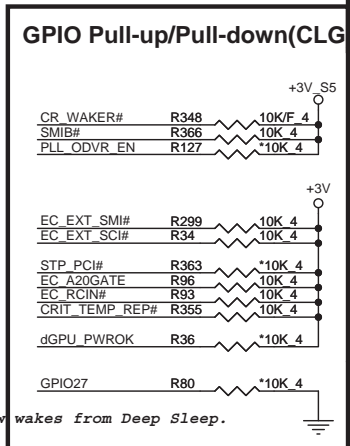 GPIO Pull-up/Pull-down(CLG
+3V_S5
CR_WAKER# R348 10K/F_4
SMIB# R366 10K_4
PLL_ODVR_EN R127 *10K_4
+3V
EC_EXT_SMI# R299 10K_4
EC_EXT_SCI# R34 10K_4
STP_PCI# R363 *10K_4
EC_A20GATE R96 10K_4
EC_RCIN# R93 10K_4
CRIT_TEMP_REP# R355 10K_4
dGPU_PWROK R36 *10K_4
GPIO27 R80 *10K_4
wakes from Deep Sleep.